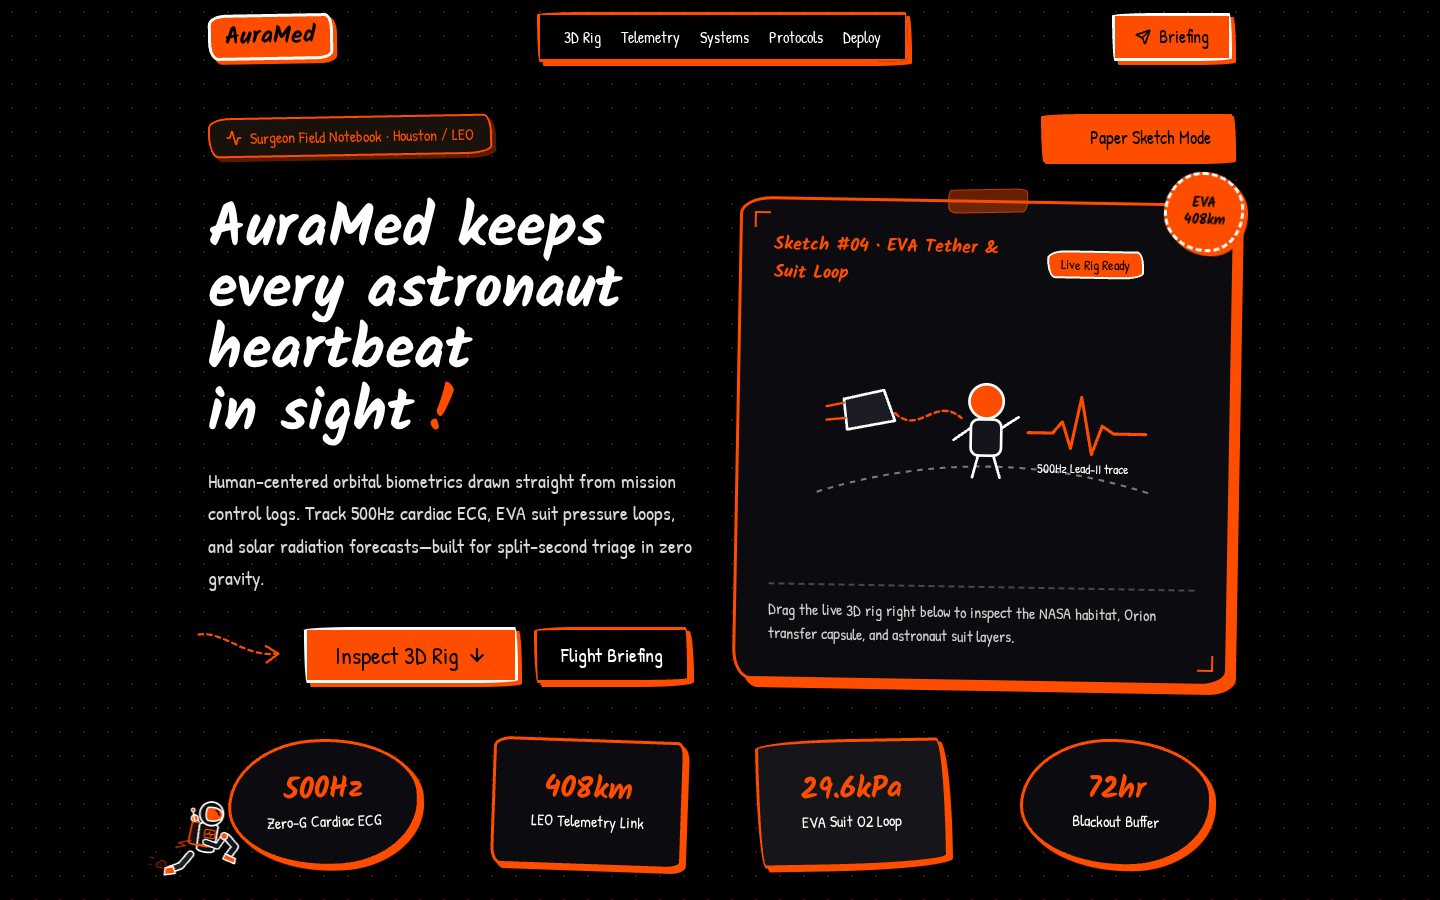 AuraMed
3D Rig Telemetry Systems Protocols Deploy
Briefing
Surgeon Field Notebook · Houston / LEO
Paper Sketch Mode
AuraMed keeps
every astronaut
heartbeat
in sight !
Human-centered orbital biometrics drawn straight from mission
control logs. Track 500Hz cardiac ECG, EVA suit pressure loops,
and solar radiation forecasts—built for split-second triage in zero
gravity.
Inspect 3D Rig
Flight Briefing
EVA
408km
Sketch #04 · EVA Tether &
Suit Loop
Live Rig Ready
500Hz Lead-II trace
Drag the live 3D rig right below to inspect the NASA habitat, Orion
transfer capsule, and astronaut suit layers.
500Hz
Zero-G Cardiac ECG
408km
LEO Telemetry Link
29.6kPa
EVA Suit O2 Loop
72hr
Blackout Buffer